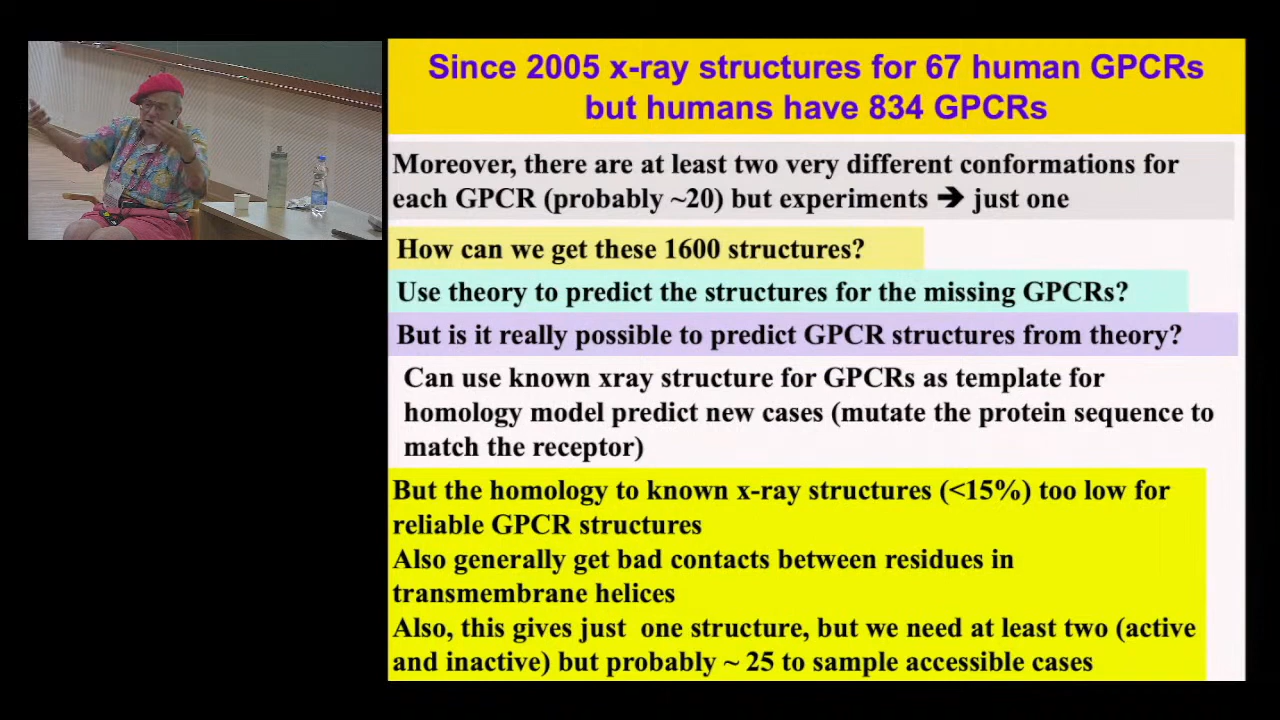 Since 2005 x-ray structures for 67 human GPCRs
but humans have 834 GPCRs
Moreover, there are at least two very different conformations for
each GPCR (probably ~20) but experiments ➔ just one
How can we get these 1600 structures?
Use theory to predict the structures for the missing GPCRs?
But is it really possible to predict GPCR structures from theory?
Can use known xray structure for GPCRs as template for
homology model predict new cases (mutate the protein sequence to
match the receptor)
But the homology to known x-ray structures (<15%) too low for
reliable GPCR structures
Also generally get bad contacts between residues in
transmembrane helices
Also, this gives just one structure, but we need at least two (active
and inactive) but probably ~ 25 to sample accessible cases